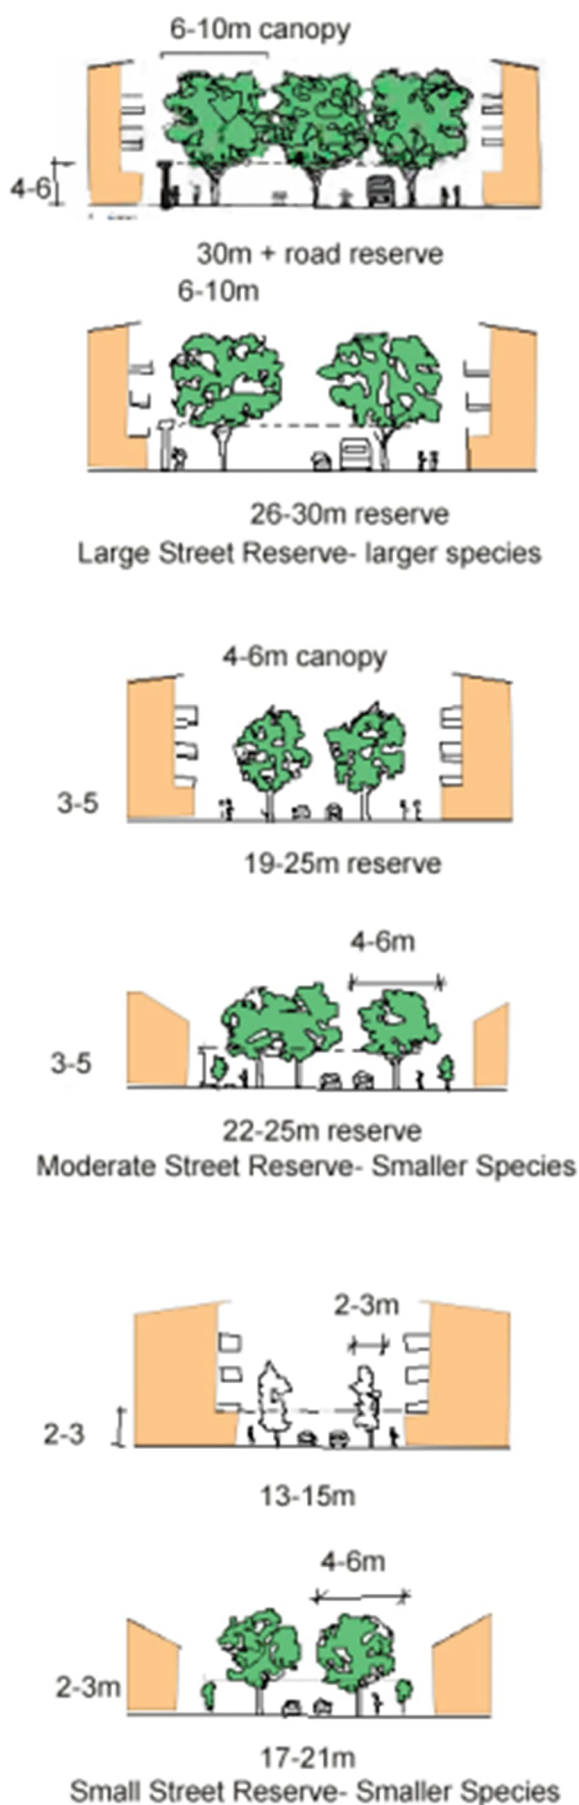 6-10m canopy
4-6
30m + road reserve
6-10m
26-30m reserve
Large Street Reserve- larger species
4-6m canopy
3-5
19-25m reserve
4-6m
3-5
22-25m reserve
Moderate Street Reserve- Smaller Species
2-3m
2-3
13-15m
4-6m
2-3m
17-21m
Small Street Reserve- Smaller Species